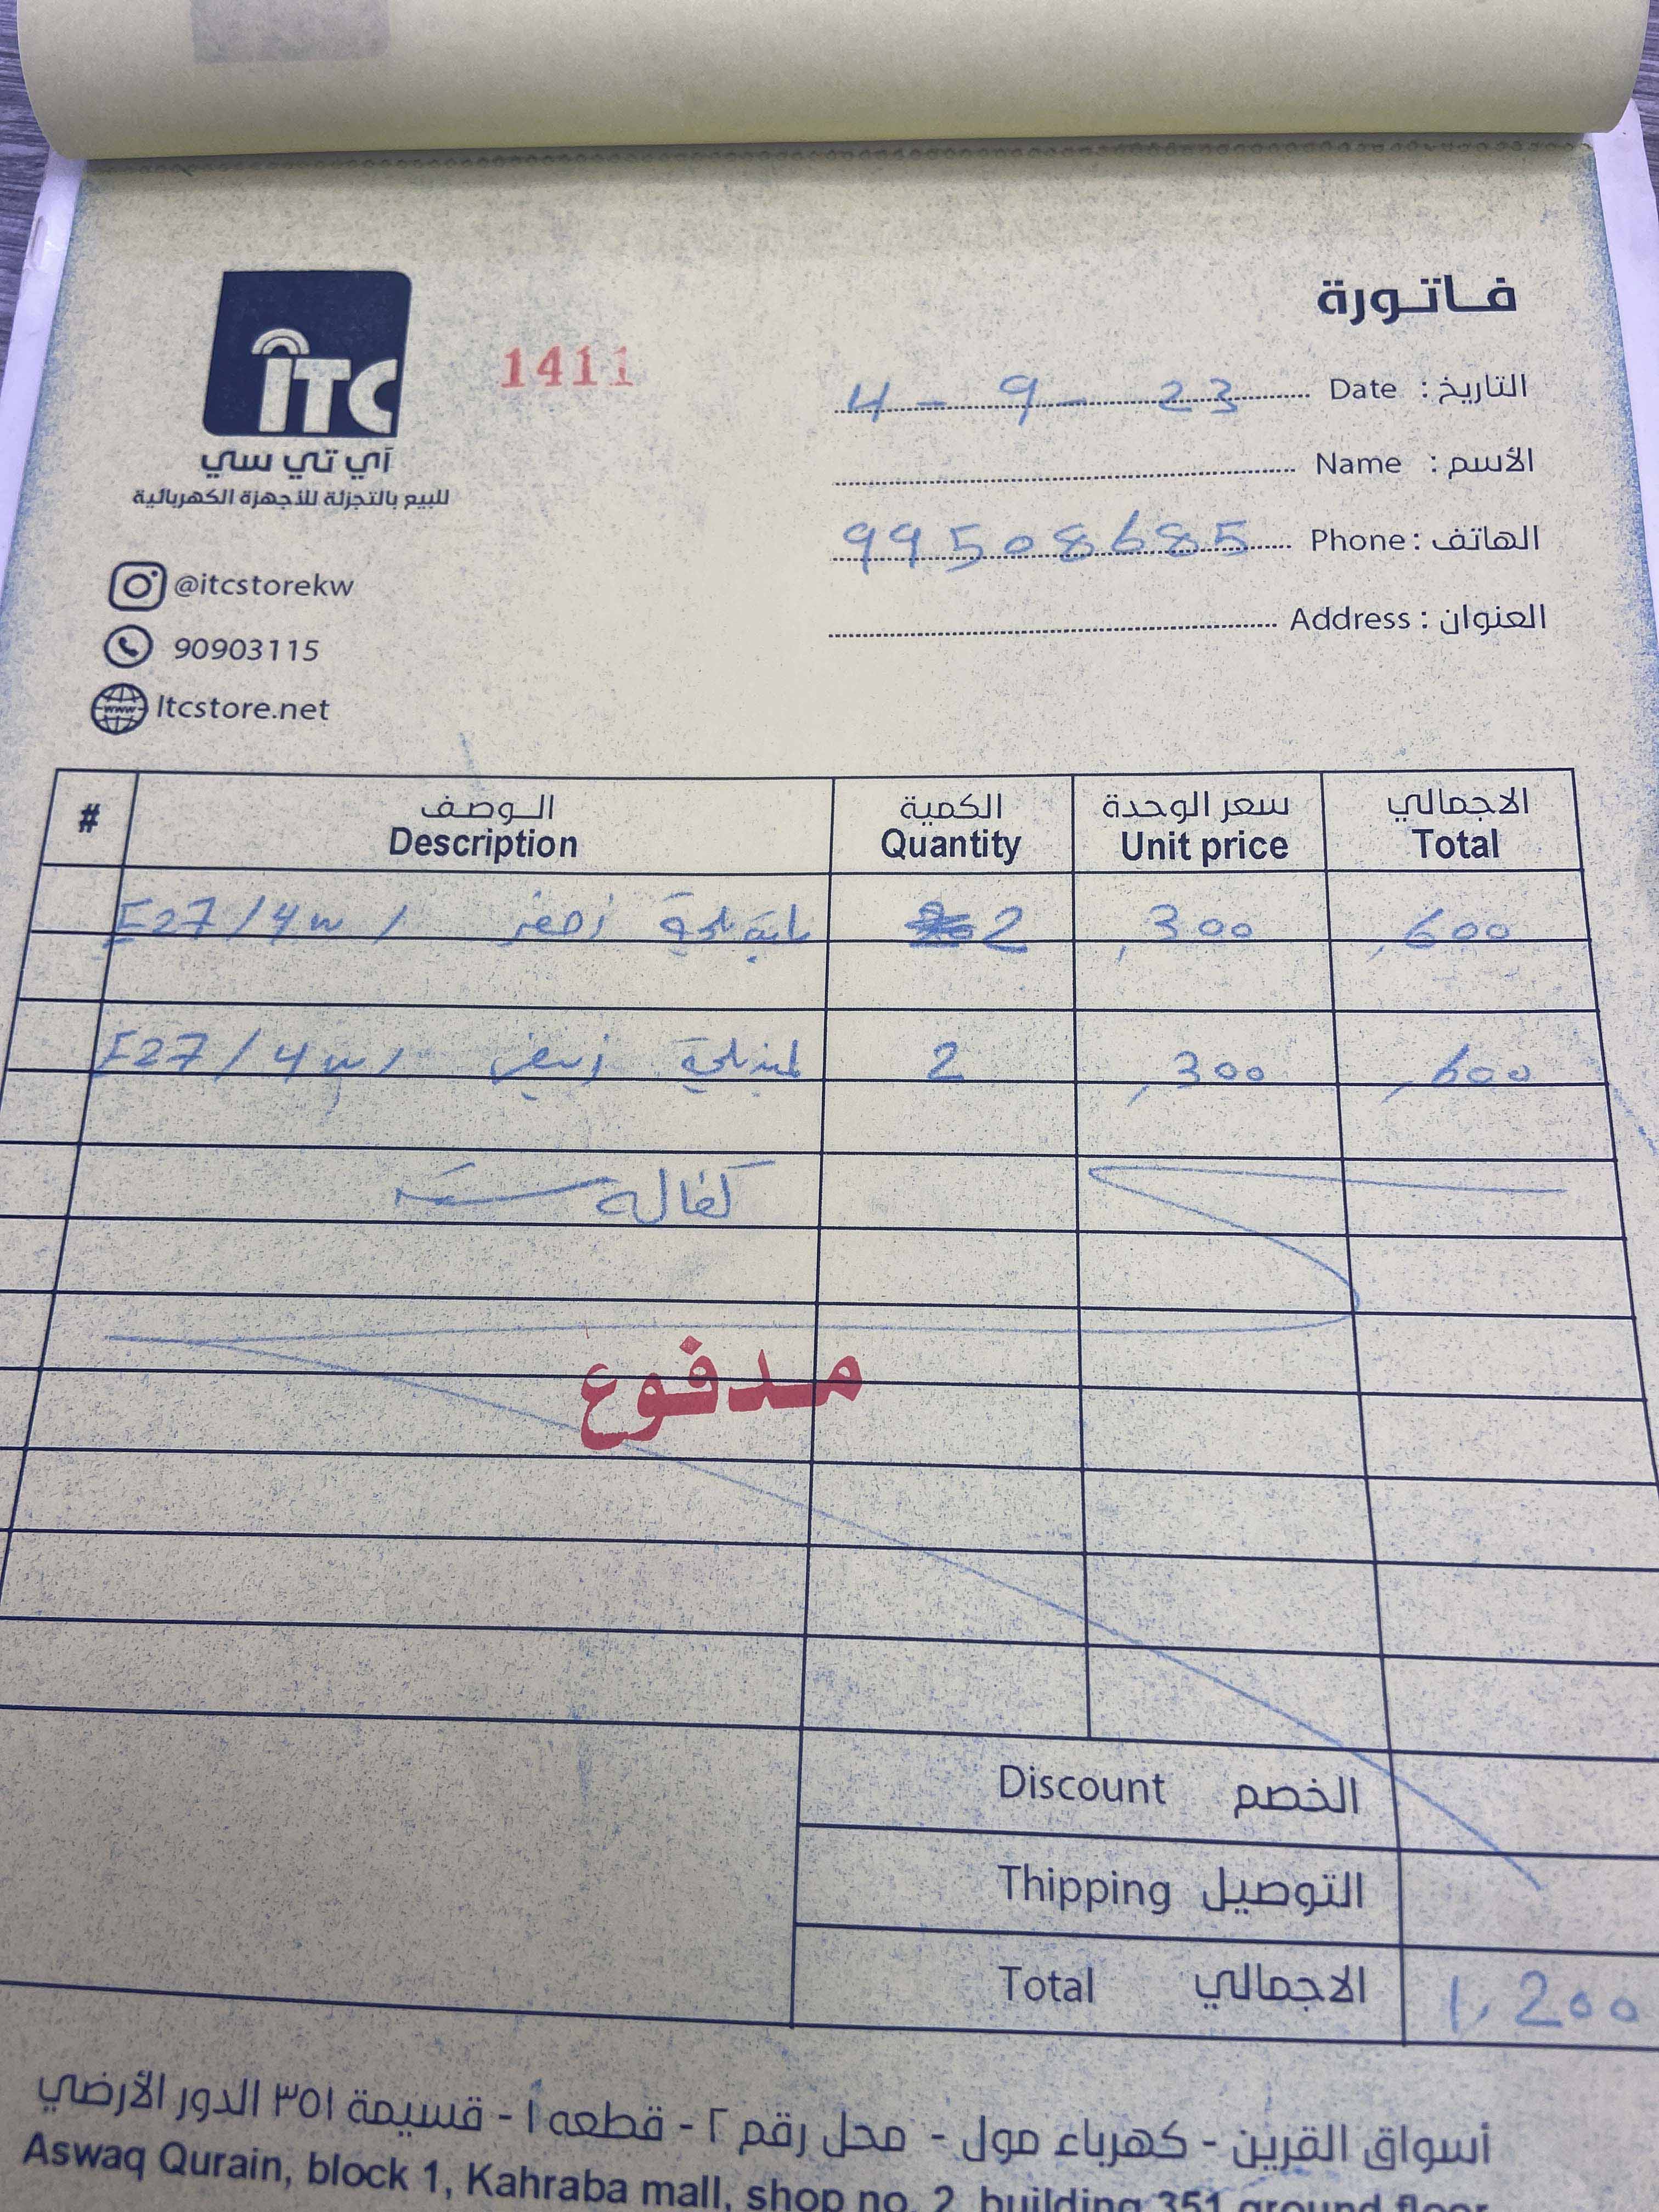 فاتورة
1411
التاريخ : Date 4 - 9 - 23
الأسم : Name
الهاتف : Phone 99508685
العنوان : Address
iTC
آي تي سي
للبيع بالتجزئة للأجهزة الكهربائية
@itcstorekw
90903115
www Itcstore.net
# الوصف الكمية سعر الوحدة الاجمالي
Description Quantity Unit price Total
أصفر / E27 / 4w 2 ,300 ,600
أبيض / E27 / 4w 2 ,300 ,600
كفالة سنة
مدفوع
Discount الخصم
Thipping التوصيل
Total الاجمالي 1,200
أسواق القرين - كهرباء مول - محل رقم ٢ - قطعه ١ - قسيمة ٣٥١ الدور الأرضي
Aswaq Qurain, block 1, Kahraba mall, shop no. 2, building 351 ground floor